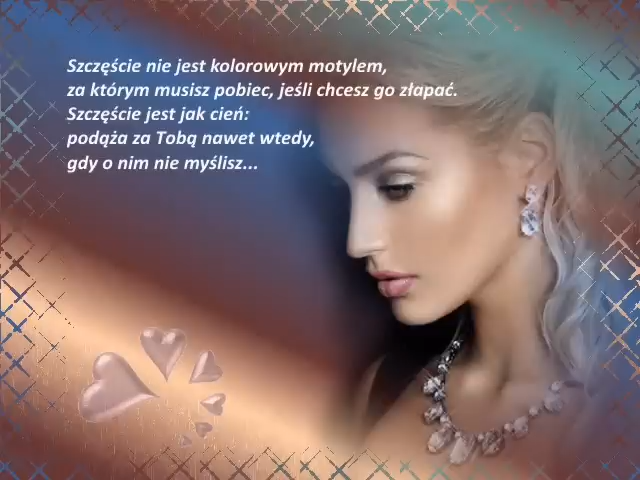 Szczęście nie jest kolorowym motylem,
za którym musisz pobiec, jeśli chcesz go złapać.
Szczęście jest jak cień:
podąża za Tobą nawet wtedy,
gdy o nim nie myślisz...